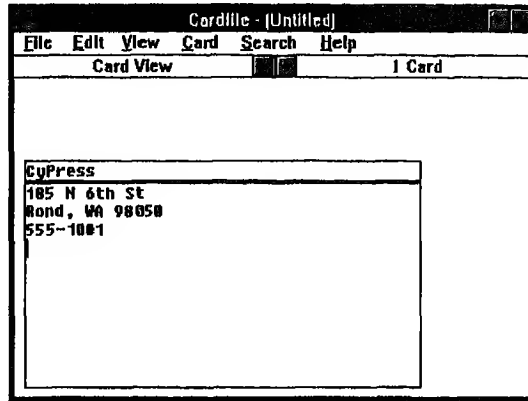 Cardfile - (Untitled)
File Edit View Card Search Help
Card View 1 Card
CyPress
105 N 6th St
Rond, WA 98050
555-1001